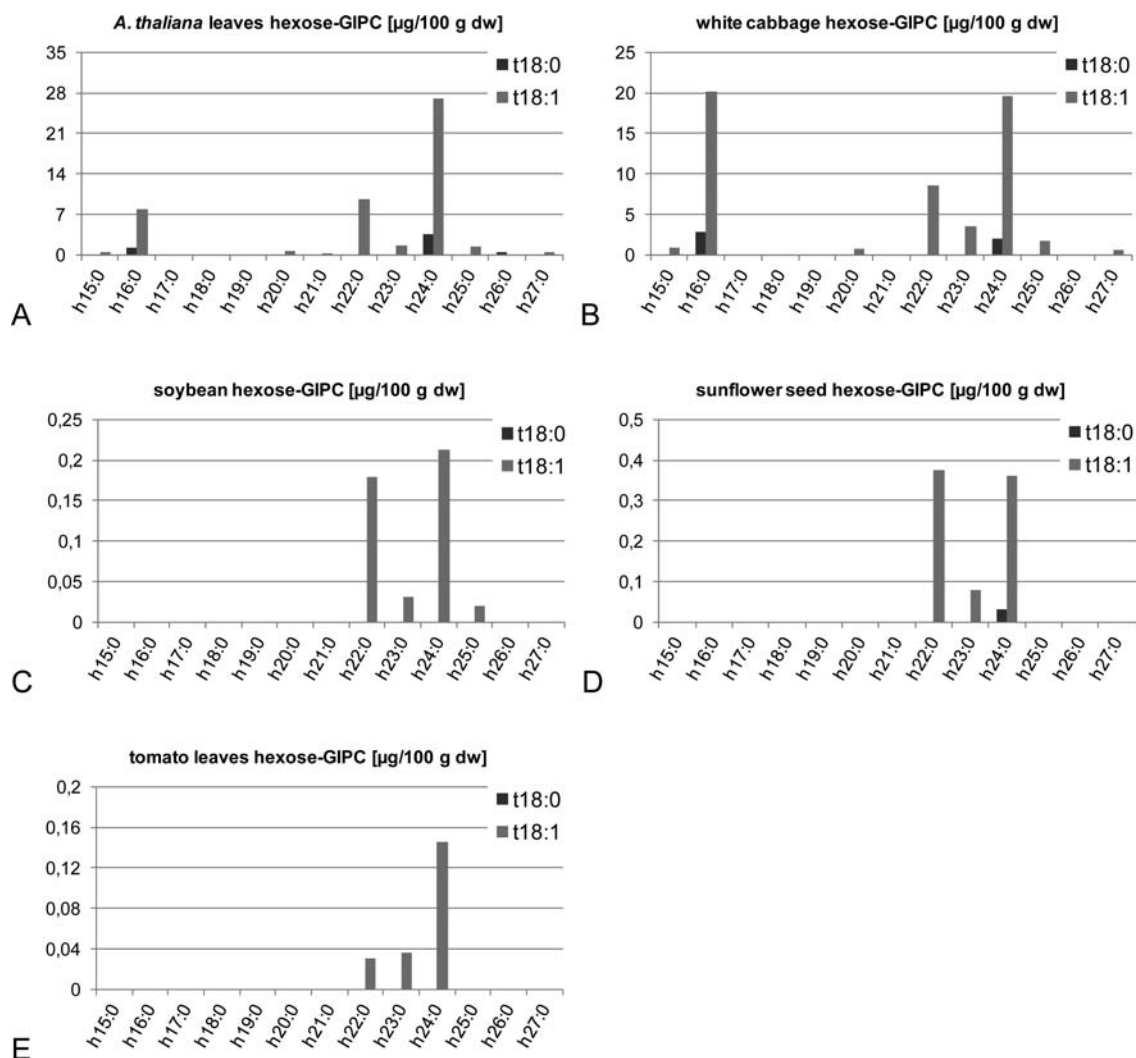 A. thaliana leaves hexose-GIPC [µg/100 g dw]
35
28
21
14
7
0
t18:0
t18:1
h15:0 h16:0 h17:0 h18:0 h19:0 h20:0 h21:0 h22:0 h23:0 h24:0 h25:0 h26:0 h27:0
A
white cabbage hexose-GIPC [µg/100 g dw]
25
20
15
10
5
0
t18:0
t18:1
h15:0 h16:0 h17:0 h18:0 h19:0 h20:0 h21:0 h22:0 h23:0 h24:0 h25:0 h26:0 h27:0
B
soybean hexose-GIPC [µg/100 g dw]
0,25
0,2
0,15
0,1
0,05
0
t18:0
t18:1
h15:0 h16:0 h17:0 h18:0 h19:0 h20:0 h21:0 h22:0 h23:0 h24:0 h25:0 h26:0 h27:0
C
sunflower seed hexose-GIPC [µg/100 g dw]
0,5
0,4
0,3
0,2
0,1
0
t18:0
t18:1
h15:0 h16:0 h17:0 h18:0 h19:0 h20:0 h21:0 h22:0 h23:0 h24:0 h25:0 h26:0 h27:0
D
tomato leaves hexose-GIPC [µg/100 g dw]
0,2
0,16
0,12
0,08
0,04
0
t18:0
t18:1
h15:0 h16:0 h17:0 h18:0 h19:0 h20:0 h21:0 h22:0 h23:0 h24:0 h25:0 h26:0 h27:0
E